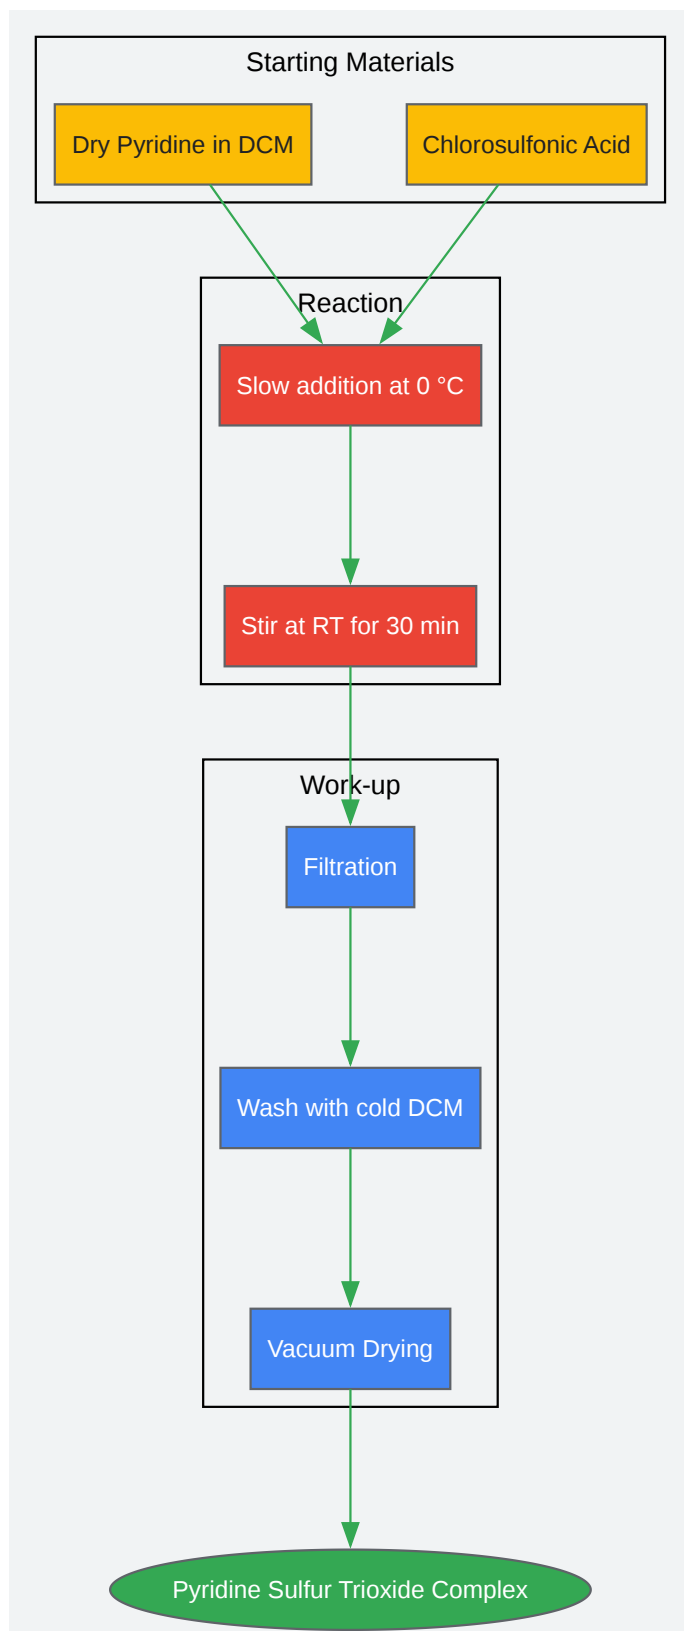 Starting Materials
Dry Pyridine in DCM
Chlorosulfonic Acid
Reaction
Slow addition at 0 °C
Stir at RT for 30 min
Work-up
Filtration
Wash with cold DCM
Vacuum Drying
Pyridine Sulfur Trioxide Complex